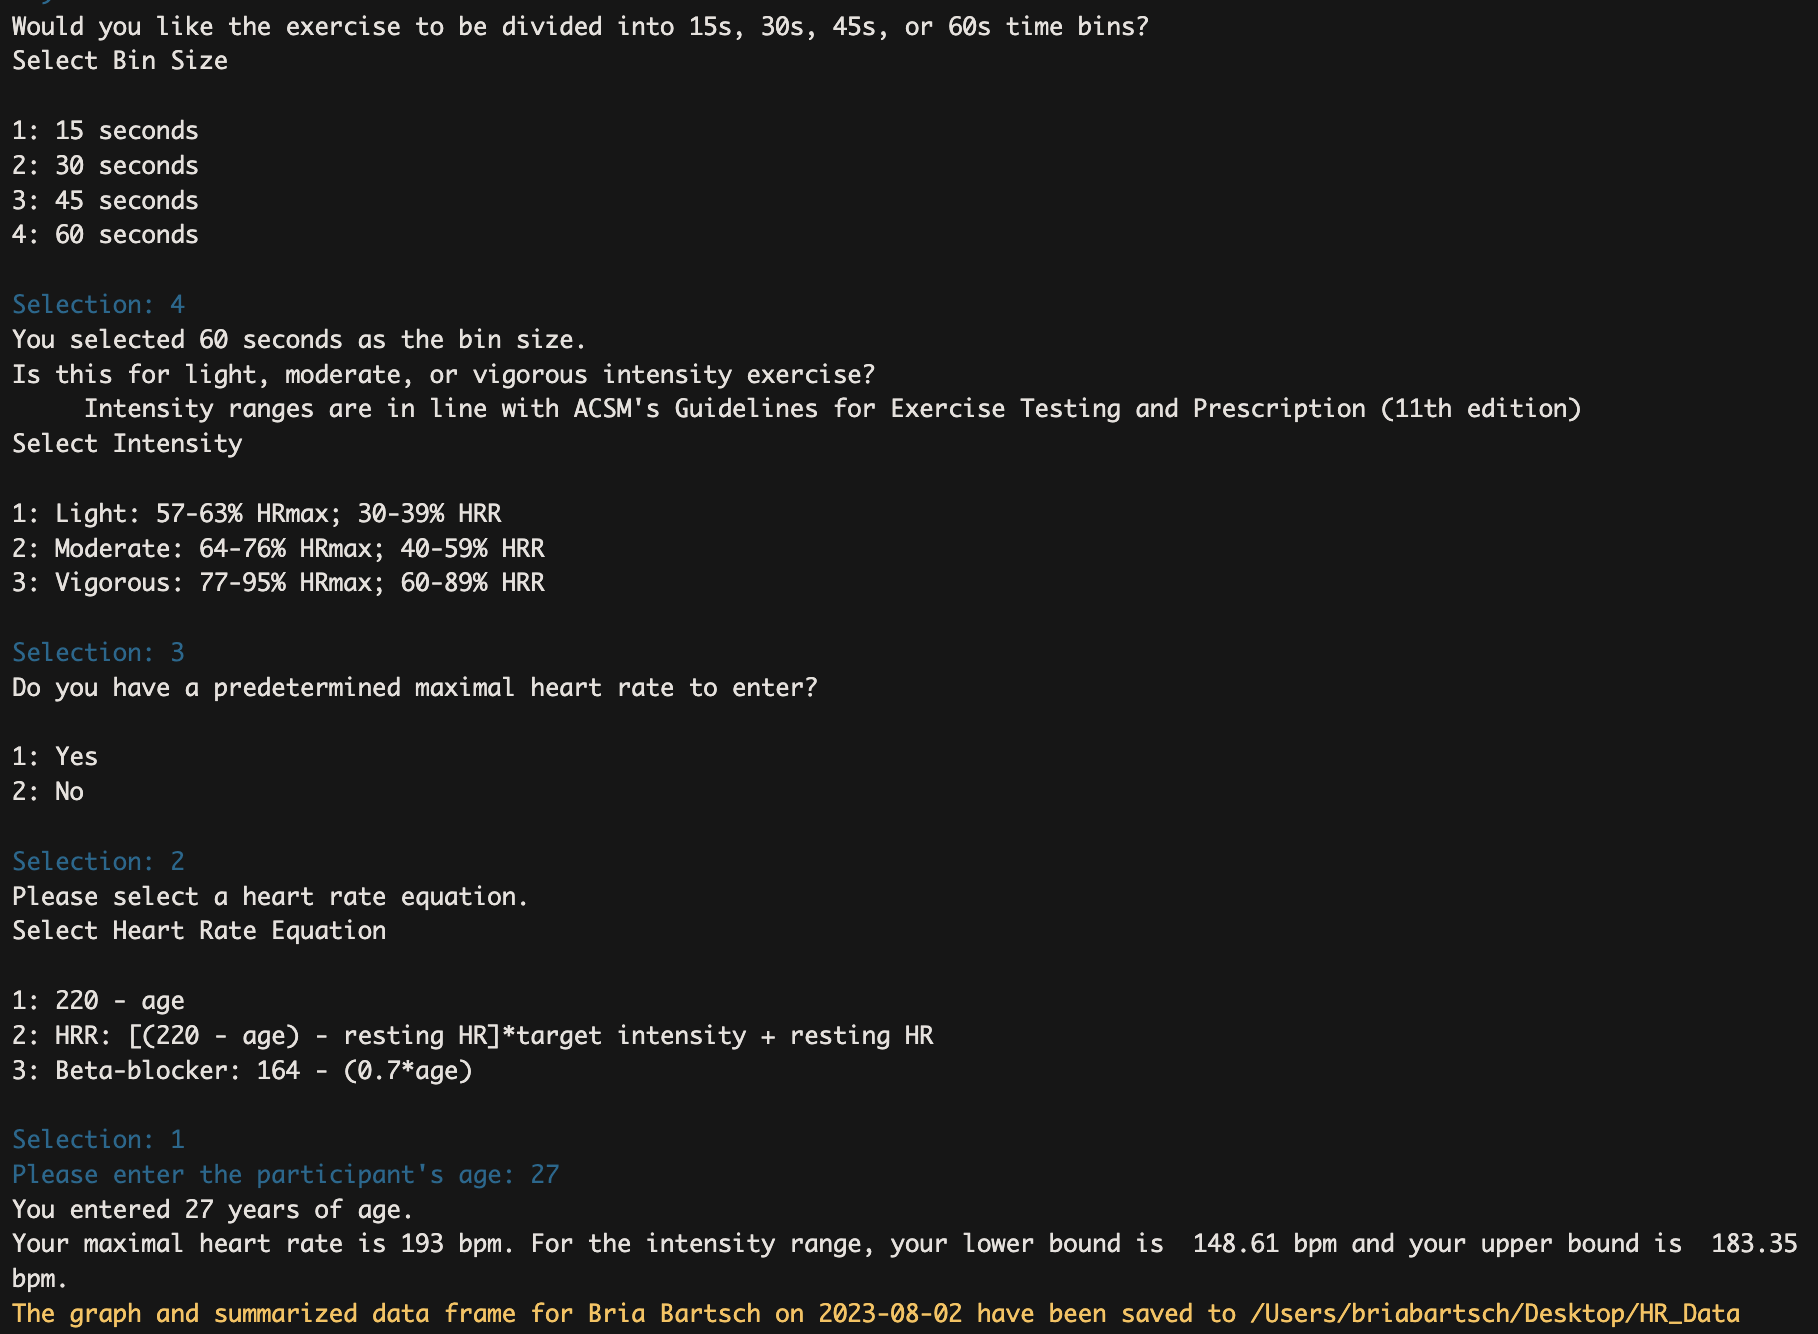 Would you like the exercise to be divided into 15s, 30s, 45s, or 60s time bins?
Select Bin Size
1: 15 seconds
2: 30 seconds
3: 45 seconds
4: 60 seconds
Selection: 4
You selected 60 seconds as the bin size.
Is this for light, moderate, or vigorous intensity exercise?
Intensity ranges are in line with ACSM's Guidelines for Exercise Testing and Prescription (11th edition)
Select Intensity
1: Light: 57-63% HRmax; 30-39% HRR
2: Moderate: 64-76% HRmax; 40-59% HRR
3: Vigorous: 77-95% HRmax; 60-89% HRR
Selection: 3
Do you have a predetermined maximal heart rate to enter?
1: Yes
2: No
Selection: 2
Please select a heart rate equation.
Select Heart Rate Equation
1: 220 - age
2: HRR: [(220 - age) - resting HR]*target intensity + resting HR
3: Beta-blocker: 164 - (0.7*age)
Selection: 1
Please enter the participant's age: 27
You entered 27 years of age.
Your maximal heart rate is 193 bpm. For the intensity range, your lower bound is  148.61 bpm and your upper bound is  183.35
bpm.
The graph and summarized data frame for Bria Bartsch on 2023-08-02 have been saved to /Users/briabartsch/Desktop/HR_Data